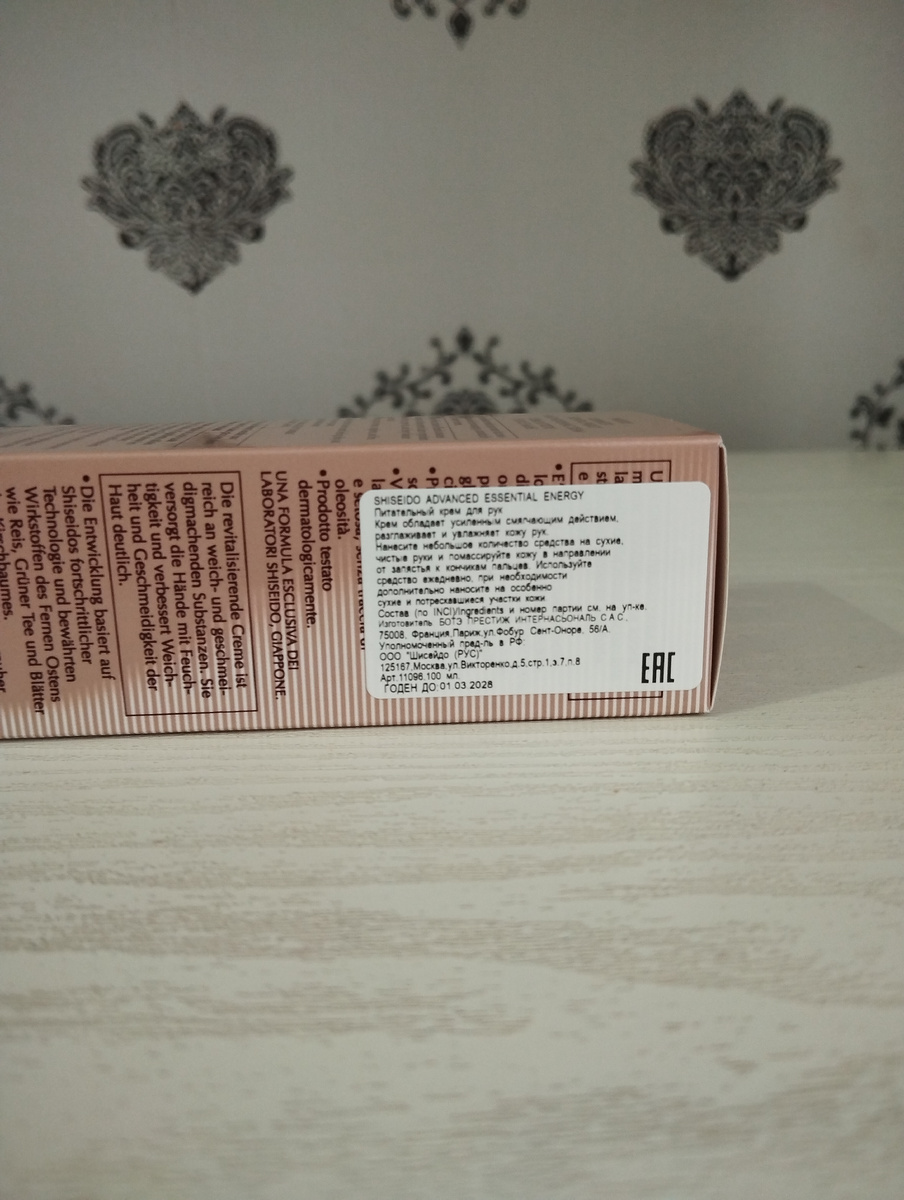 SHISEIDO ADVANCED ESSENTIAL ENERGY
Питательный крем для рук
Крем обладает усиленным смягчающим действием,
разглаживает и увлажняет кожу рук.
Нанесите небольшое количество средства на сухие,
чистые руки и помассируйте кожу в направлении
от запястья к кончикам пальцев. Используйте
средство ежедневно, при необходимости
дополнительно наносите на особенно
сухие и потрескавшиеся участки кожи
Состав (по INCI)/Ingredients и номер партии см. на уп-ке.
Изготовитель БОТЭ ПРЕСТИЖ ИНТЕРНАСЬОНАЛЬ С.А.С.,
75008, Франция,Париж,ул.Фобур Сент-Оноре, 56/А.
Уполномоченный пред-ль в РФ:
ООО "Шисейдо (РУС)"
125167,Москва,ул.Викторенко,д.5,стр.1,э.7,п.8
Арт.11096,100 мл.
ГОДЕН ДО:01.03.2028
EAC
UNA FORMULA ESCLUSIVA DEI
LABORATORI SHISEIDO, GIAPPONE.
oleosità.
• Prodotto testato
dermatologicamente.
Die revitalisierende Creme ist
reich an weich- und geschmei-
digmachenden Substanzen. Sie
versorgt die Hände mit Feuch-
tigkeit und verbessert Weich-
heit und Geschmeidigkeit der
Haut deutlich.
• Die Entwicklung basiert auf
Shiseidos fortschrittlicher
Technologie und bewährten
Wirkstoffen des Fernen Ostens
wie Reis, Grüner Tee und Blätter